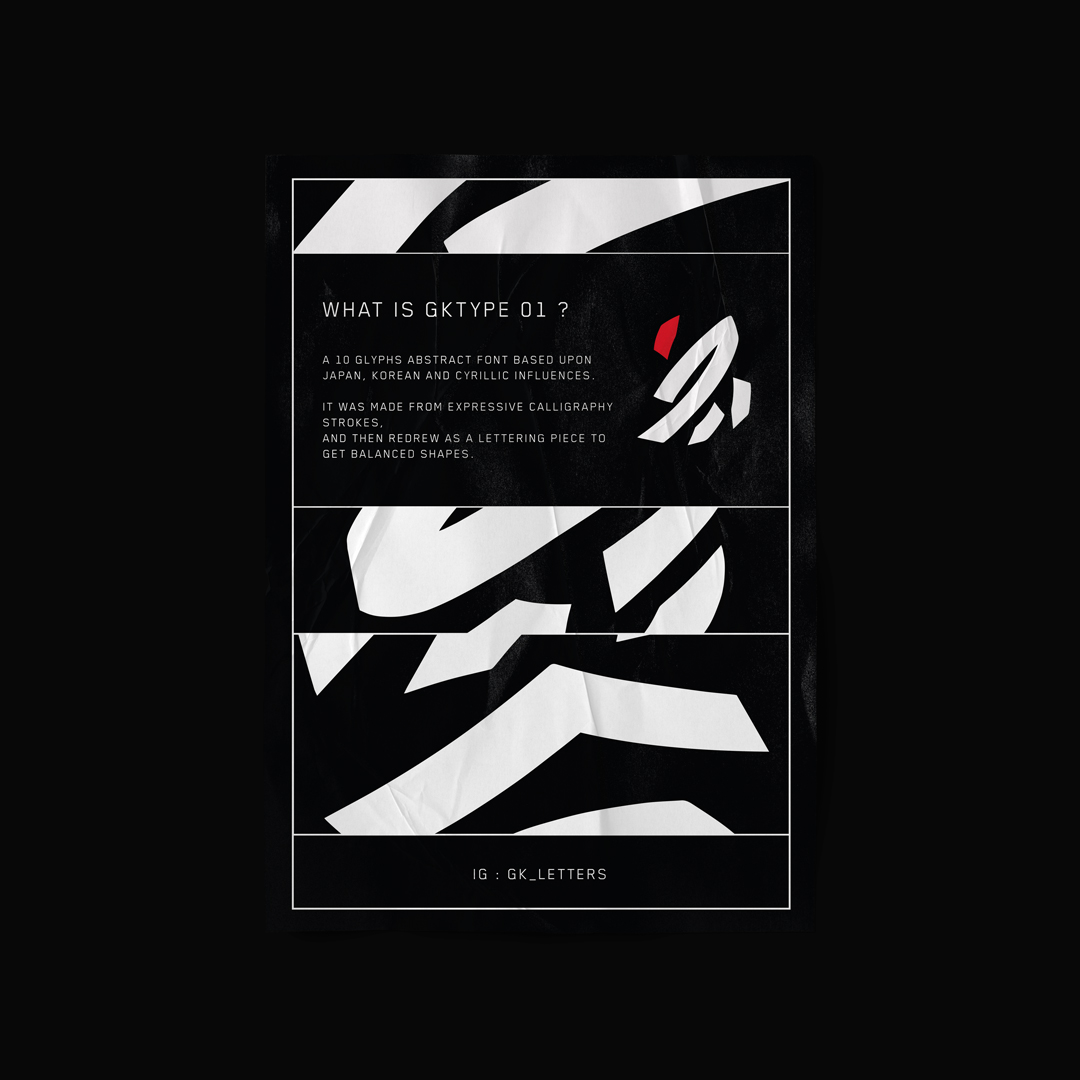 WHAT IS GKTYPE 01 ?
A 10 GLYPHS ABSTRACT FONT BASED UPON
JAPAN, KOREAN AND CYRILLIC INFLUENCES.
IT WAS MADE FROM EXPRESSIVE CALLIGRAPHY
STROKES,
AND THEN REDREW AS A LETTERING PIECE TO
GET BALANCED SHAPES.
IG : GK_LETTERS